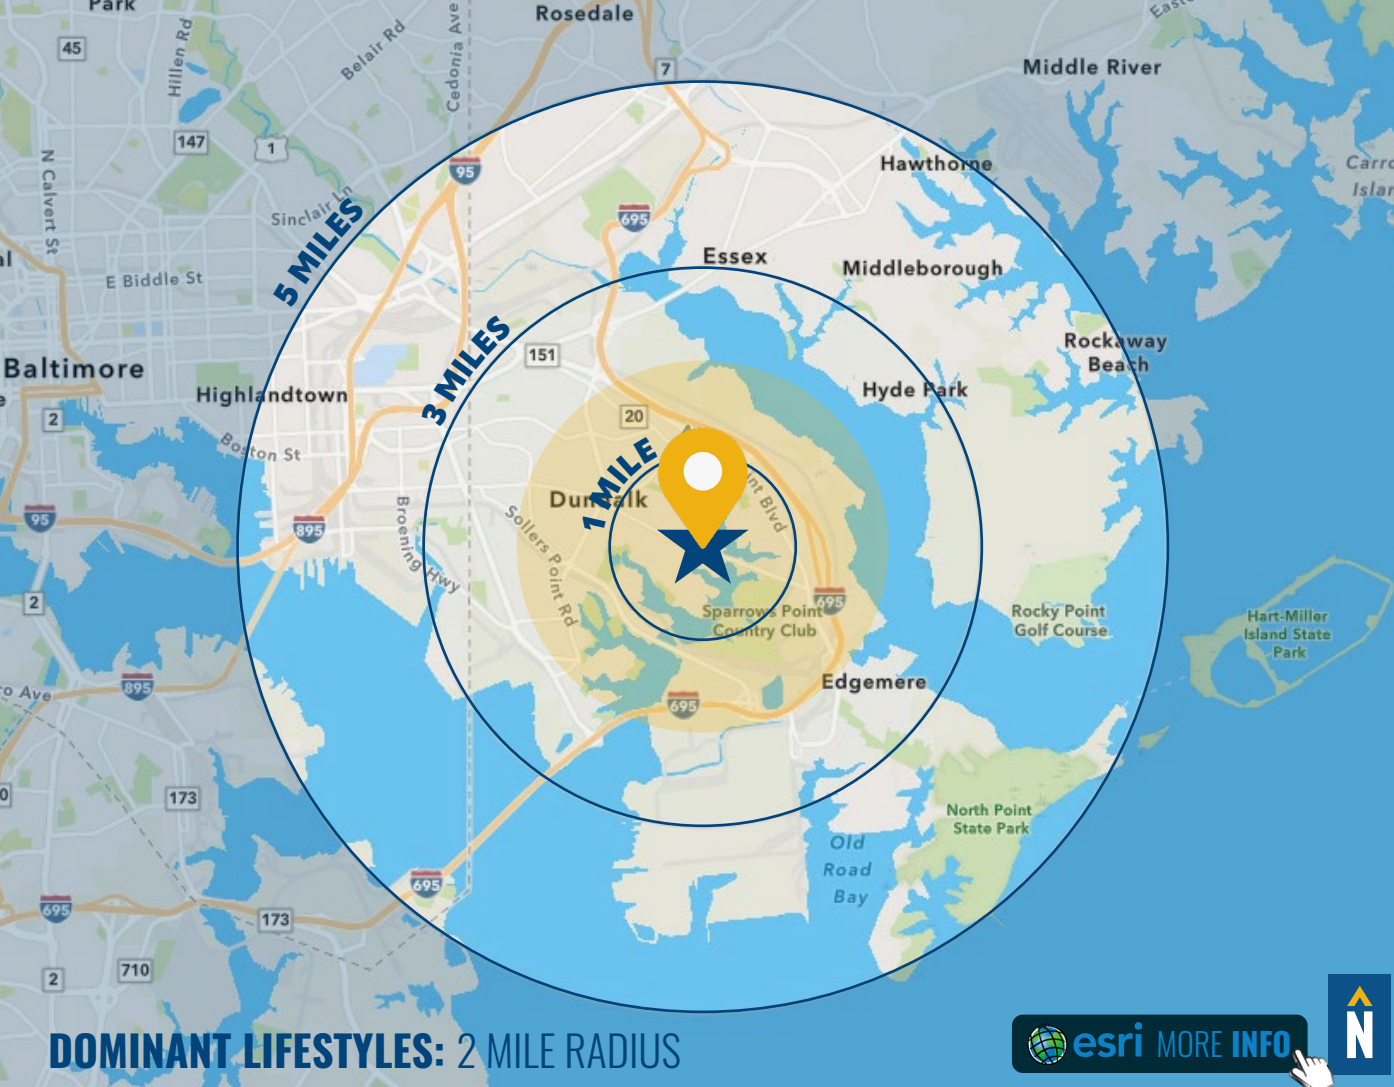 Park
Rosedale
45
Hillen Rd
Belair Rd
Cedonia Ave
7
Middle River
147
1
N Calvert St
95
Hawthorne
Sinclair Ln
5 MILES
695
Essex
Middleborough
E Biddle St
3 MILES
151
Rockaway
Beach
Baltimore
Highlandtown
Hyde Park
2
20
Boston St
1 MILE
Dundalk
95
895
Broening Hwy
Sollers Point Rd
Blvd
2
695
Sparrows Point
Country Club
Rocky Point
Golf Course
Hart-Miller
Island State
Park
895
Edgemere
695
173
North Point
State Park
Old
Road
Bay
695
695
173
2
710
DOMINANT LIFESTYLES: 2 MILE RADIUS
esri MORE INFO
N